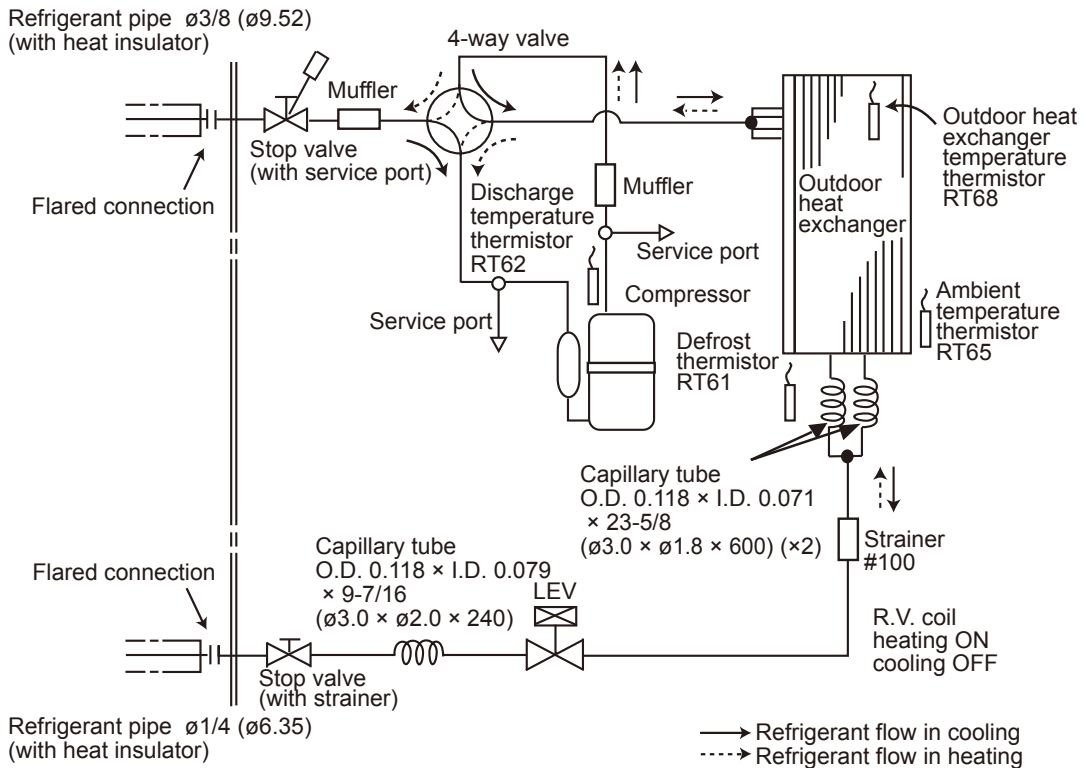 Refrigerant pipe ø3/8 (ø9.52)
(with heat insulator)
4-way valve
Muffler
Stop valve
(with service port)
Flared connection
Discharge
temperature
thermistor
RT62
Muffler
Service port
Service port
Compressor
Outdoor
heat
exchanger
Outdoor heat
exchanger
temperature
thermistor
RT68
Ambient
temperature
thermistor
RT65
Defrost
thermistor
RT61
Capillary tube
O.D. 0.118 × I.D. 0.071
× 23-5/8
(ø3.0 × ø1.8 × 600) (×2)
Strainer
#100
Capillary tube
O.D. 0.118 × I.D. 0.079
× 9-7/16
(ø3.0 × ø2.0 × 240)
LEV
Flared connection
R.V. coil
heating ON
cooling OFF
Stop valve
(with strainer)
Refrigerant pipe ø1/4 (ø6.35)
(with heat insulator)
Refrigerant flow in cooling
Refrigerant flow in heating